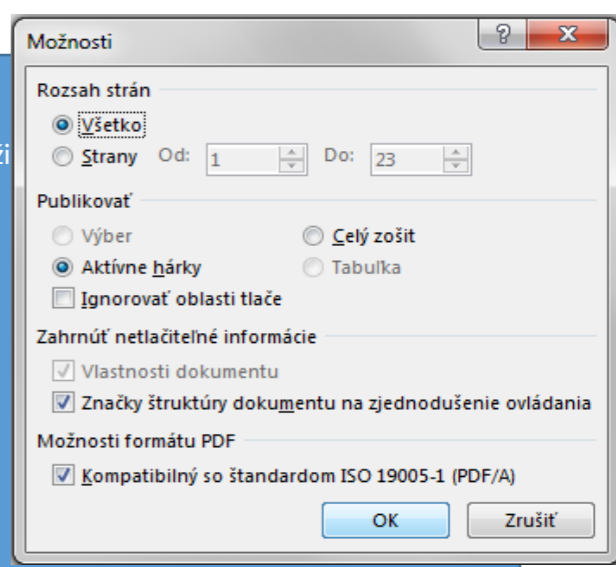 Možnosti
Rozsah strán
Všetko
Strany Od: 1 Do: 23
Publikovať
Výber Celý zošit
Aktívne hárky Tabuľka
Ignorovať oblasti tlače
Zahrnúť netlačiteľné informácie
Vlastnosti dokumentu
Značky štruktúry dokumentu na zjednodušenie ovládania
Možnosti formátu PDF
Kompatibilný so štandardom ISO 19005-1 (PDF/A)
OK Zrušiť